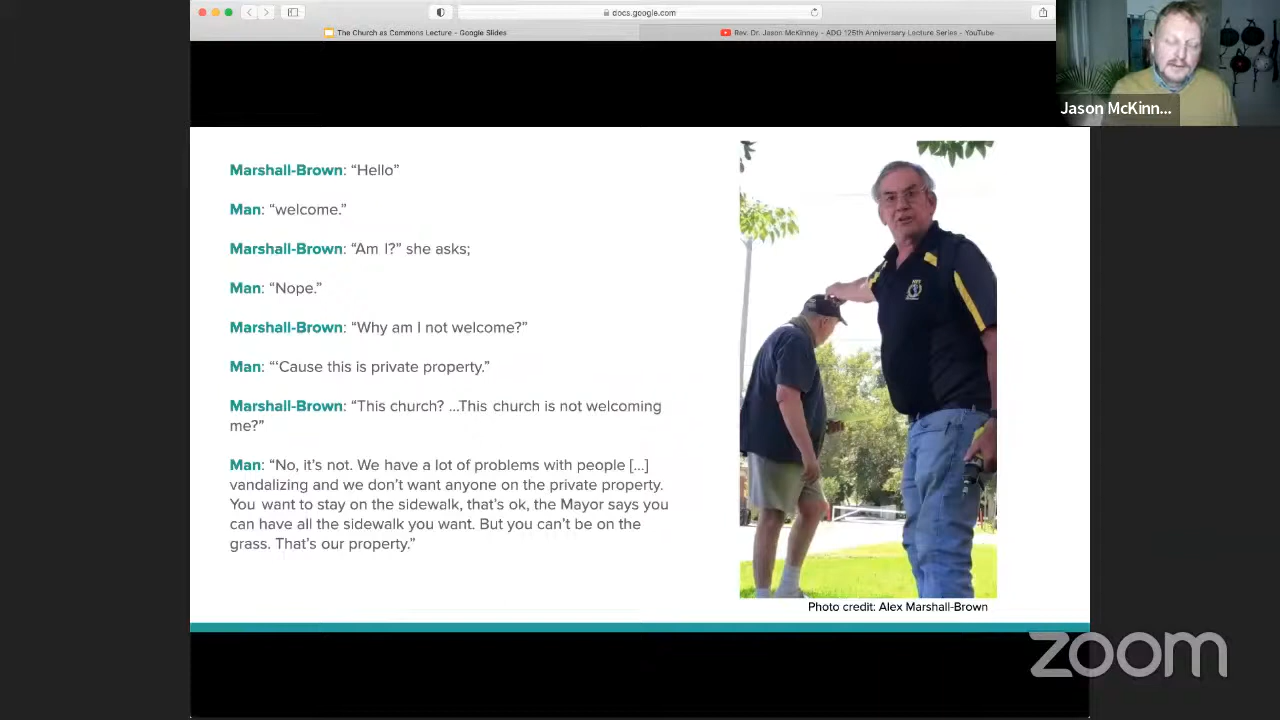 docs.google.com
The Church as Commons Lecture - Google Slides
Rev. Dr. Jason McKinney - ADG 125th Anniversary Lecture Series - YouTube
Jason McKinn...
Marshall-Brown: “Hello”
Man: “welcome.”
Marshall-Brown: “Am I?” she asks;
Man: “Nope.”
Marshall-Brown: “Why am I not welcome?”
Man: “‘Cause this is private property.”
Marshall-Brown: “This church? ...This church is not welcoming
me?”
Man: “No, it’s not. We have a lot of problems with people [...]
vandalizing and we don’t want anyone on the private property.
You want to stay on the sidewalk, that’s ok, the Mayor says you
can have all the sidewalk you want. But you can’t be on the
grass. That’s our property.”
Photo credit: Alex Marshall-Brown
zoom